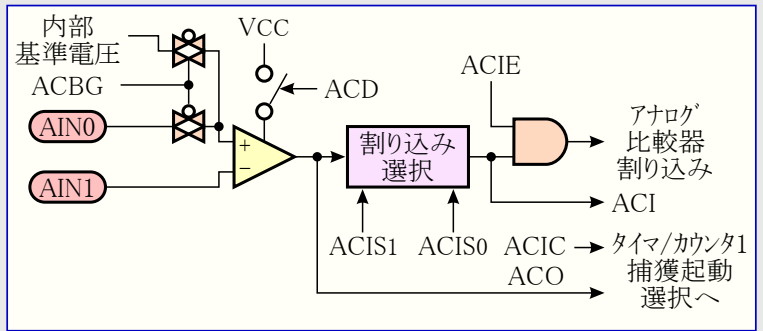 内部
基準電圧
ACBG
AIN0
AIN1
VCC
ACD
+
−
割り込み
選択
ACIS1
ACIS0
ACIE
アナログ
比較器
割り込み
ACI
ACIC
タイマ/カウンタ1
ACO
捕獲起動
選択へ